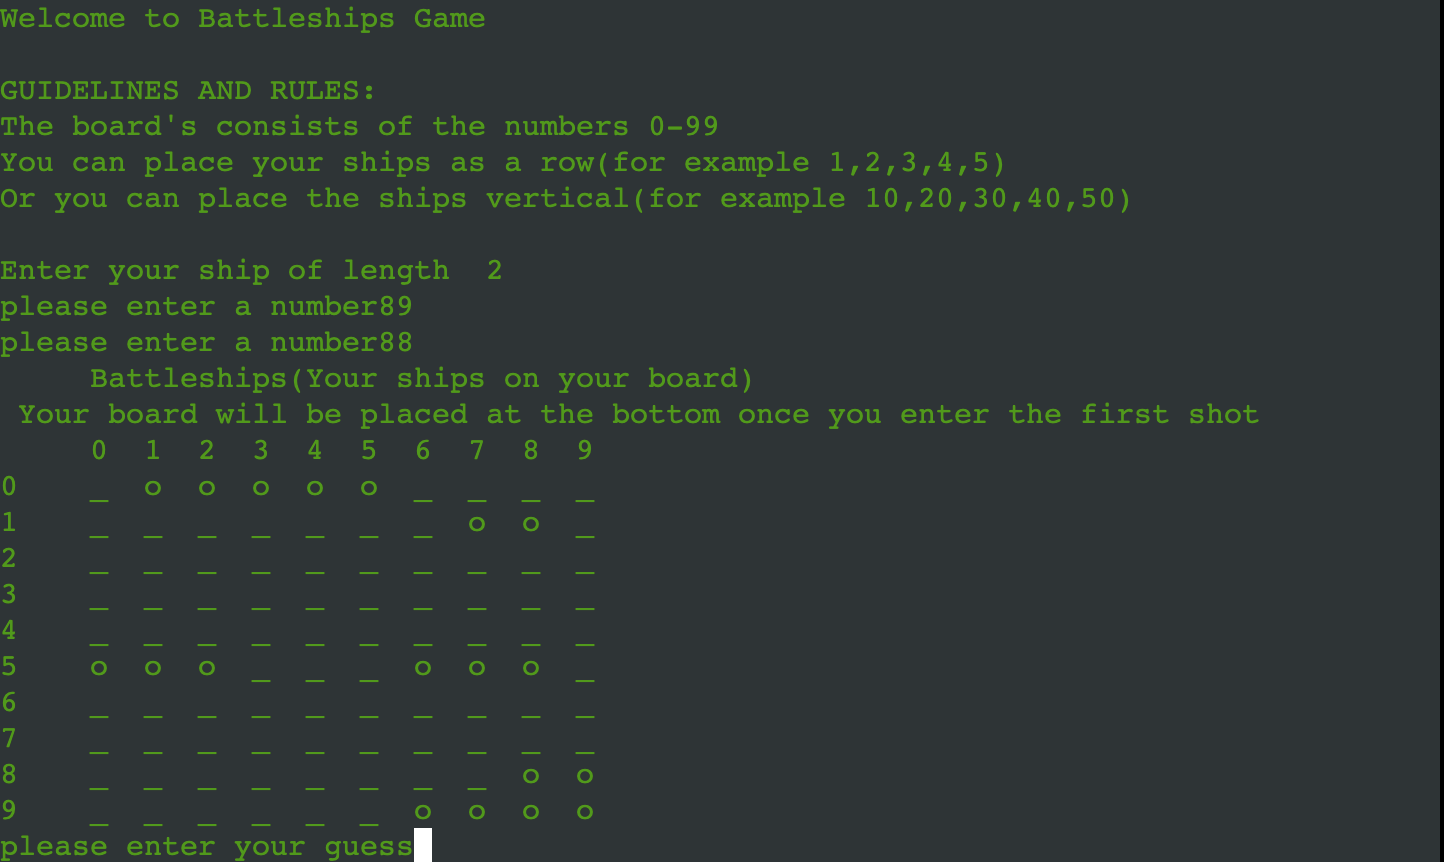 Welcome to Battleships Game
GUIDELINES AND RULES:
The board's consists of the numbers 0-99
You can place your ships as a row(for example 1,2,3,4,5)
Or you can place the ships vertical(for example 10,20,30,40,50)
Enter your ship of length  2
please enter a number89
please enter a number88
     Battleships(Your ships on your board)
 Your board will be placed at the bottom once you enter the first shot
     0  1  2  3  4  5  6  7  8  9
0    _  o  o  o  o  o  _  _  _  _
1    _  _  _  _  _  _  _  o  o  _
2    _  _  _  _  _  _  _  _  _  _
3    _  _  _  _  _  _  _  _  _  _
4    _  _  _  _  _  _  _  _  _  _
5    o  o  o  _  _  _  o  o  o  _
6    _  _  _  _  _  _  _  _  _  _
7    _  _  _  _  _  _  _  _  _  _
8    _  _  _  _  _  _  _  _  o  o
9    _  _  _  _  _  _  o  o  o  o
please enter your guess